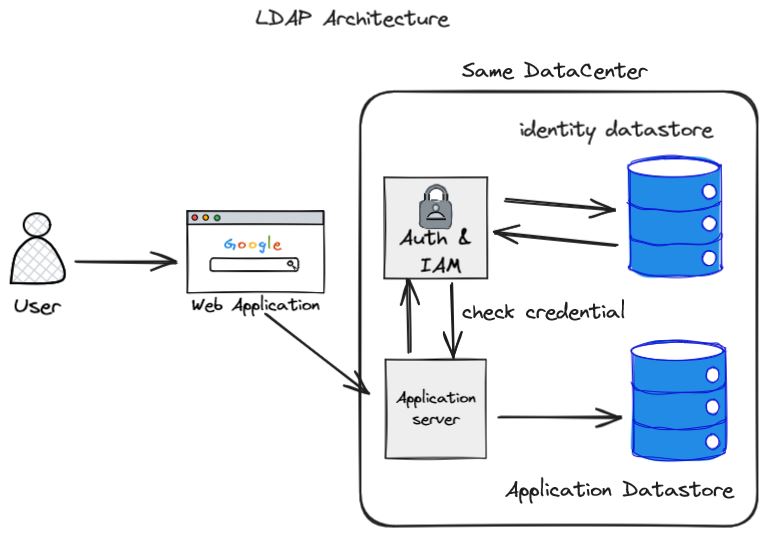 LDAP Architecture
Same DataCenter
identity datastore
Auth &
IAM
Google
User
Web Application
check credential
Application
server
Application Datastore